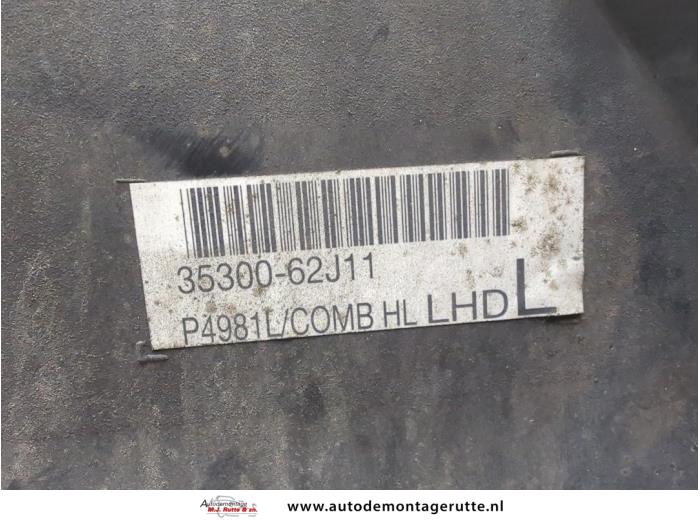 35300-62J11
P4981L/COMB HL LHD L
Autodemontage
M.J. Rutte & zn.
www.autodemontagerutte.nl